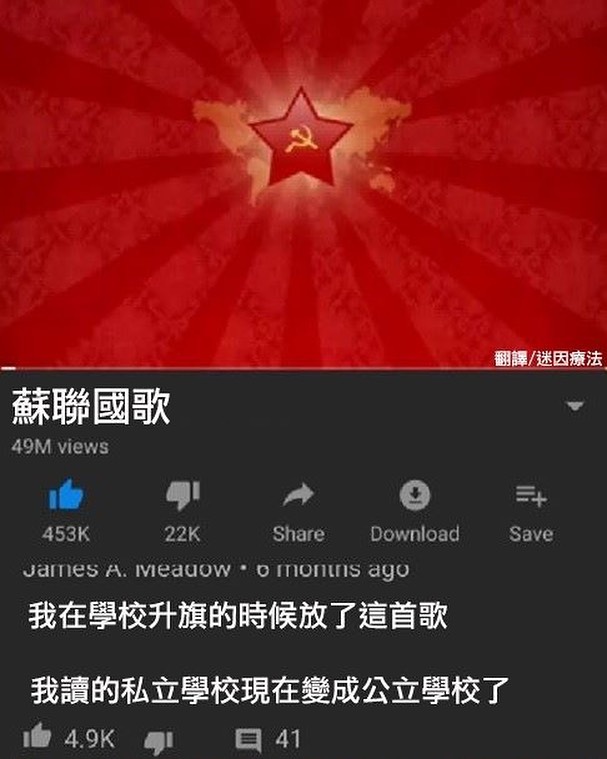 翻譯/迷因療法
蘇聯國歌
49M views
453K 22K Share Download Save
James A. Meadow • 6 months ago
我在學校升旗的時候放了這首歌
我讀的私立學校現在變成公立學校了
4.9K 41